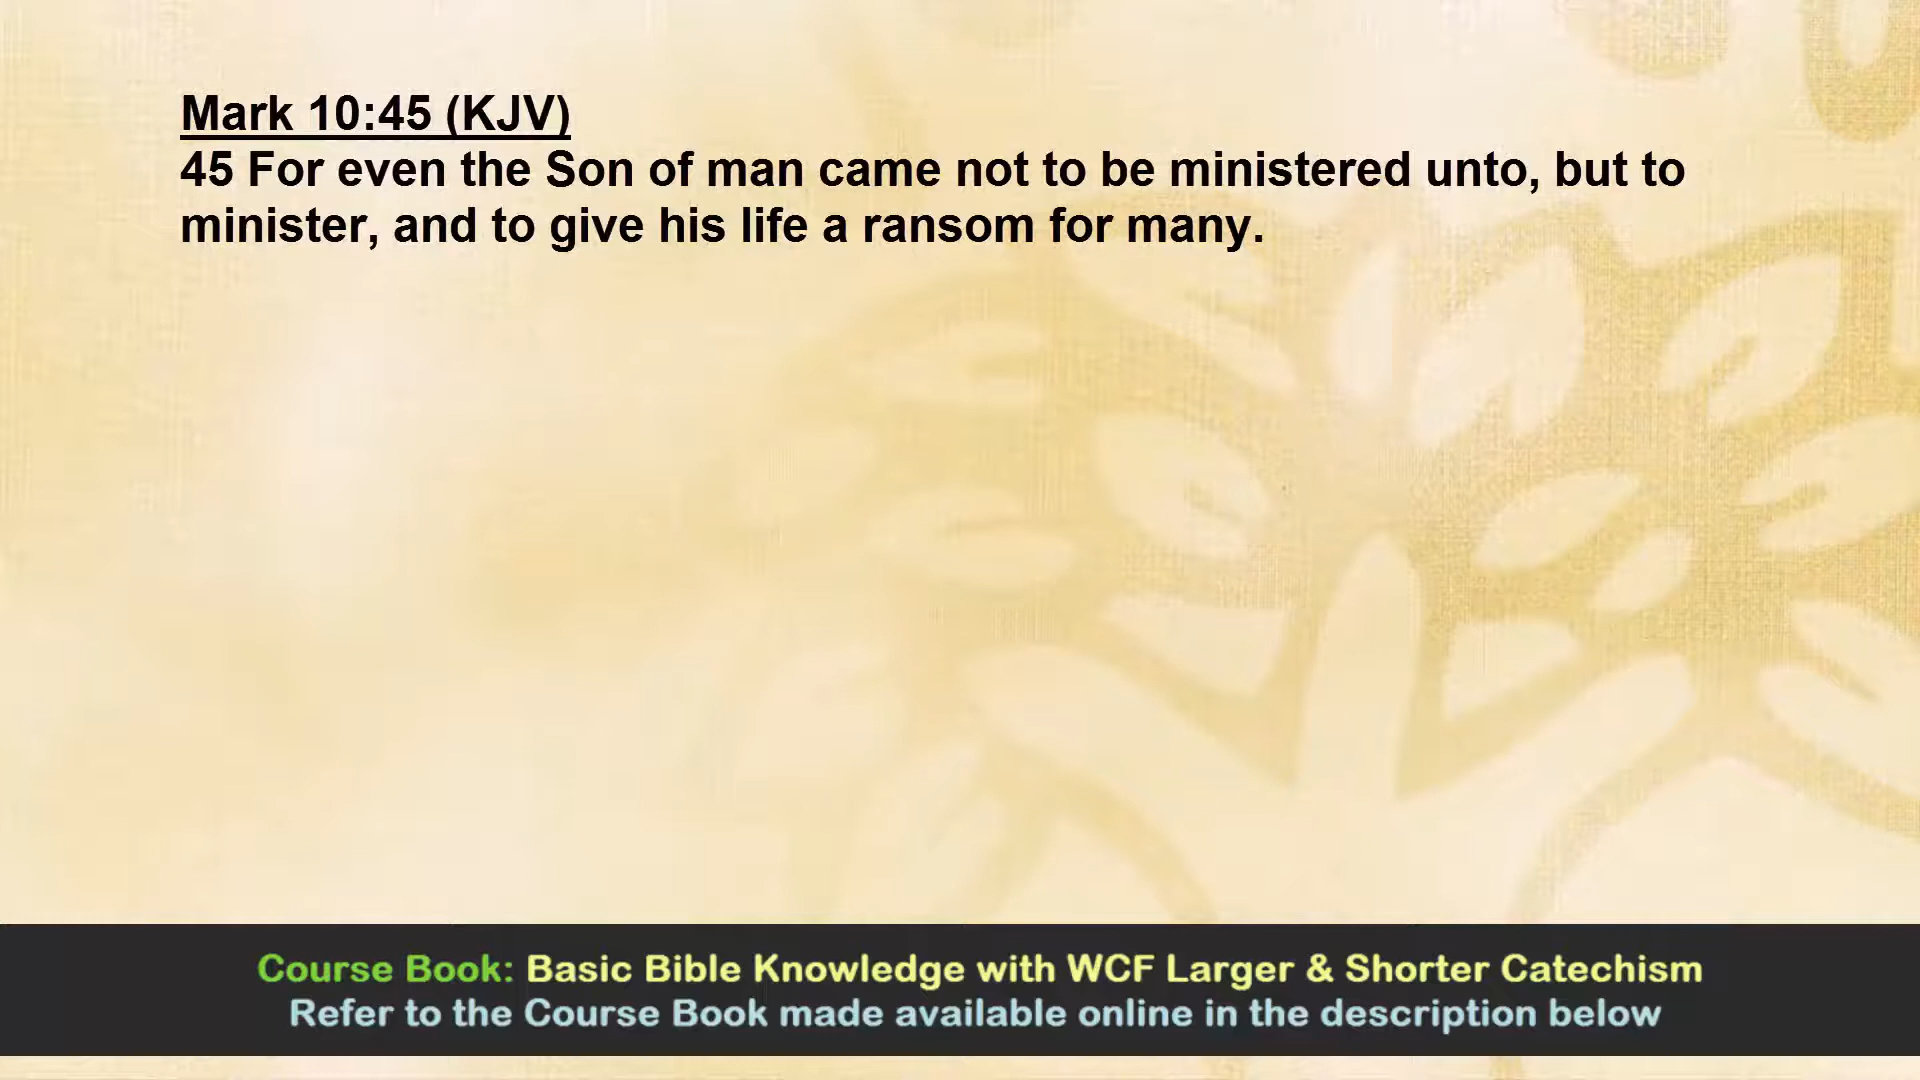 Mark 10:45 (KJV)
45 For even the Son of man came not to be ministered unto, but to
minister, and to give his life a ransom for many.
Course Book: Basic Bible Knowledge with WCF Larger & Shorter Catechism
Refer to the Course Book made available online in the description below